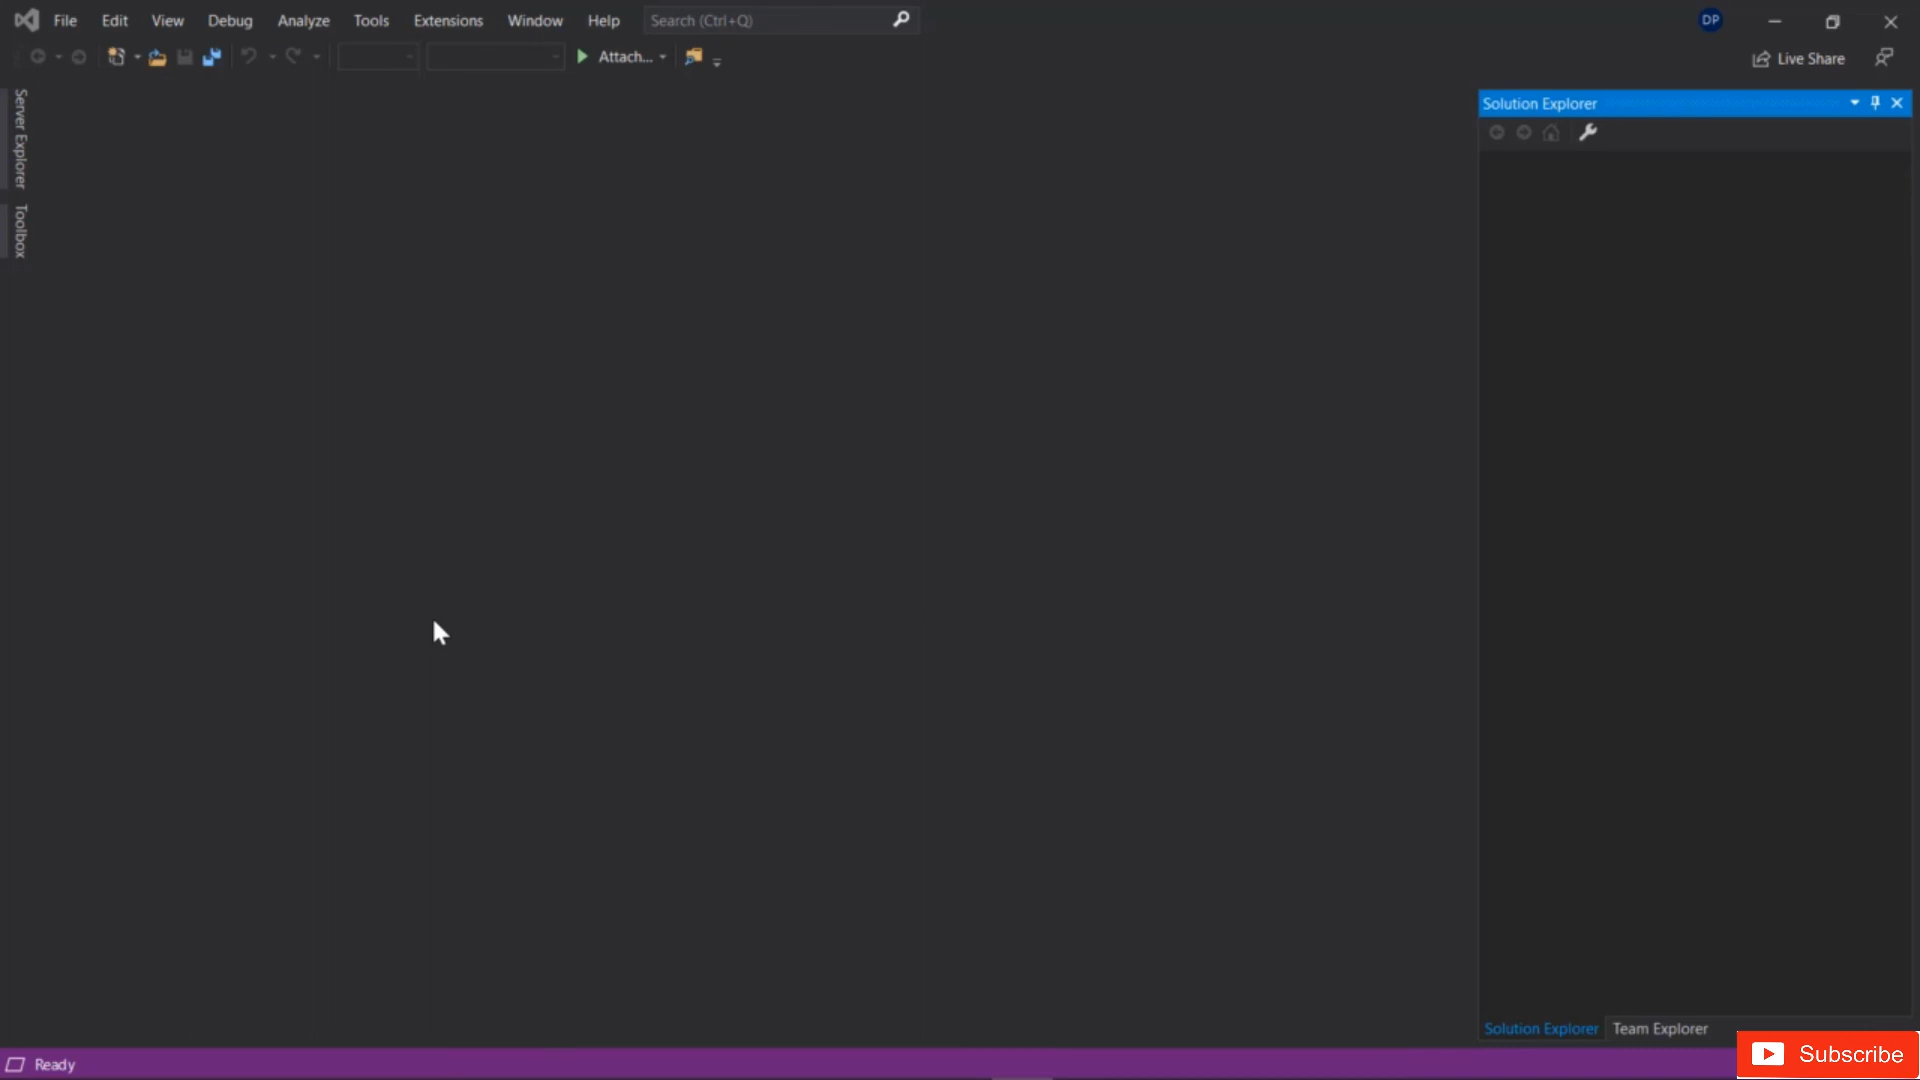 File Edit View Debug Analyze Tools Extensions Window Help Search (Ctrl+Q) DP
Attach... Live Share
Server Explorer
Toolbox
Solution Explorer
Solution Explorer Team Explorer
Ready
Subscribe